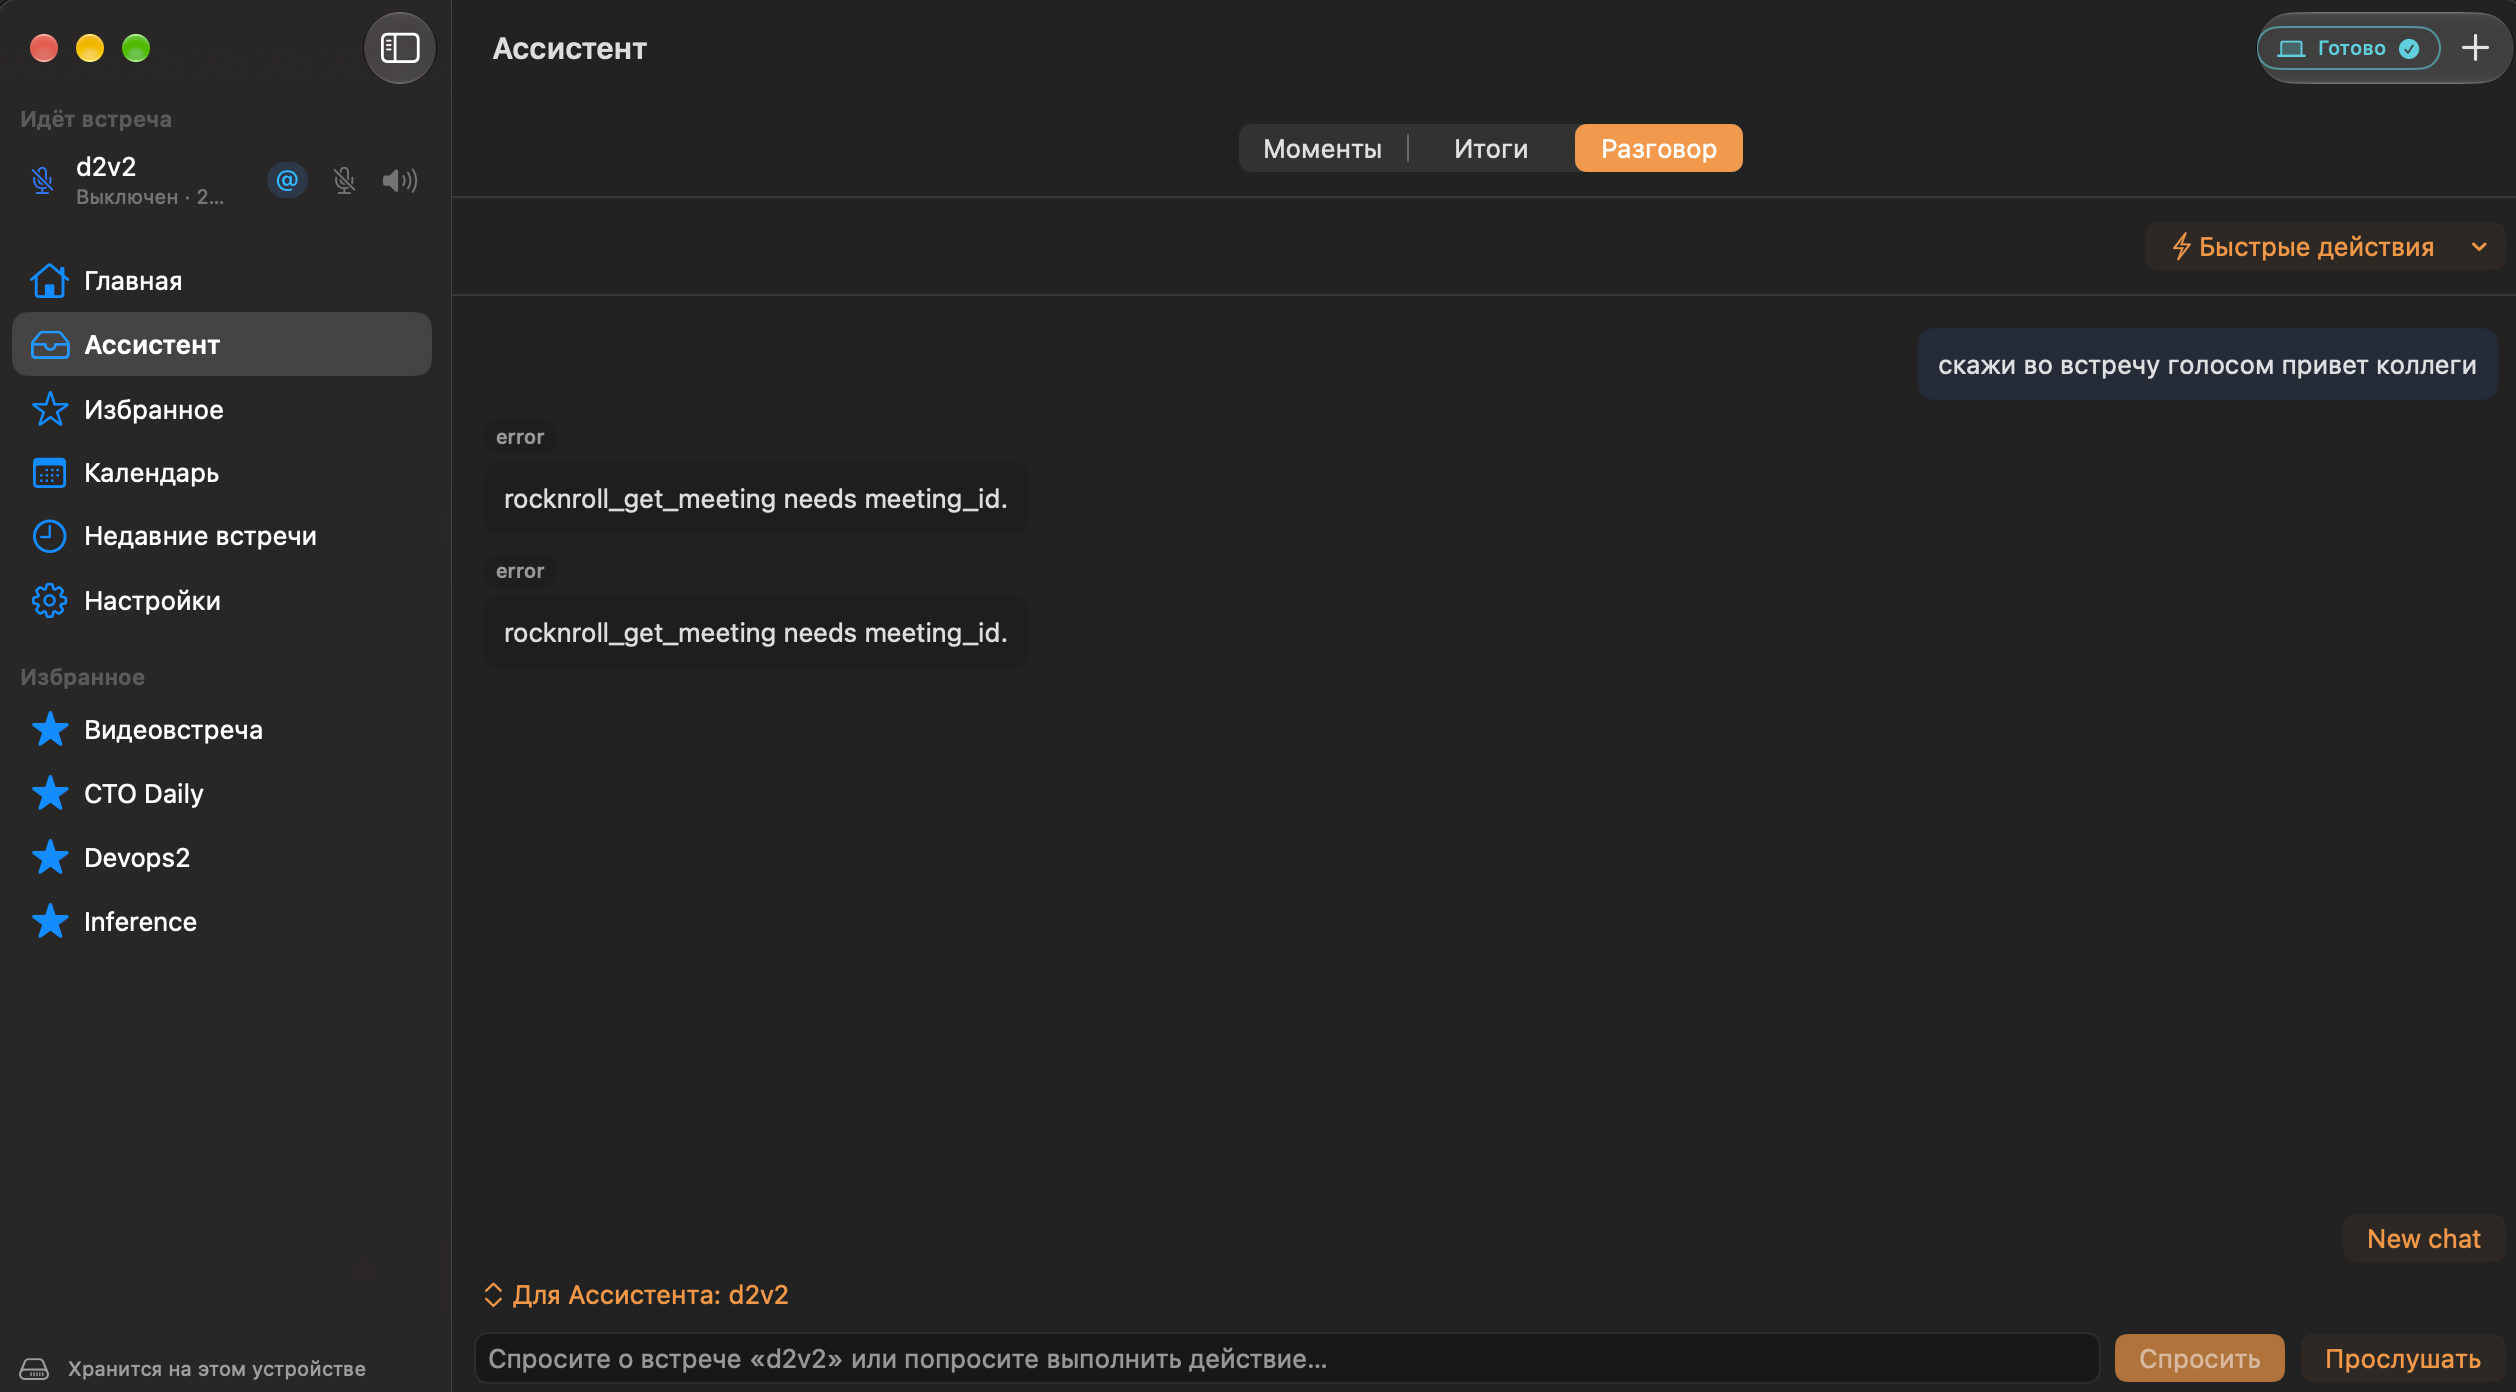 Ассистент
Готово
Идёт встреча
d2v2
Выключен · 2...
@
Моменты
Итоги
Разговор
Быстрые действия
Главная
Ассистент
Избранное
Календарь
Недавние встречи
Настройки
Избранное
Видеовстреча
CTO Daily
Devops2
Inference
Хранится на этом устройстве
скажи во встречу голосом привет коллеги
error
rocknroll_get_meeting needs meeting_id.
error
rocknroll_get_meeting needs meeting_id.
New chat
Для Ассистента: d2v2
Спросите о встрече «d2v2» или попросите выполнить действие...
Спросить
Прослушать